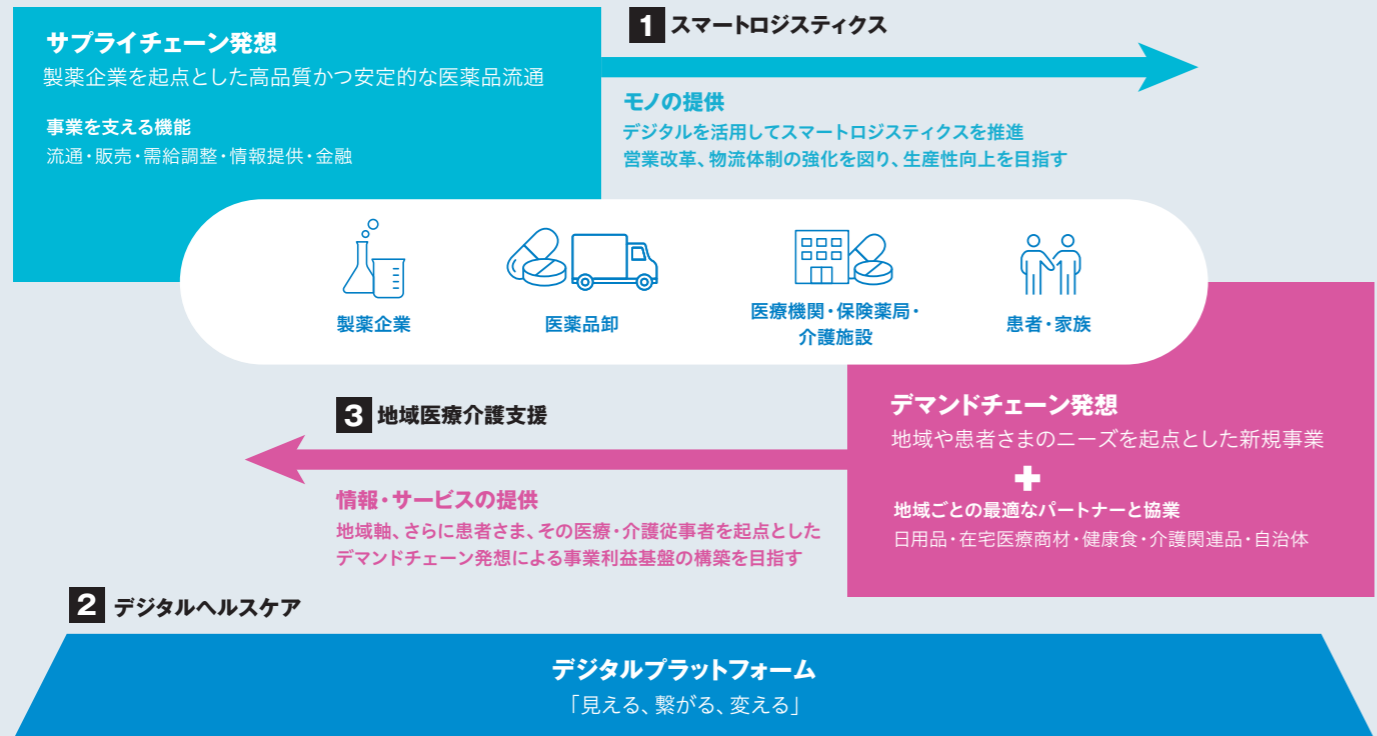 サプライチェーン発想
製薬企業を起点とした高品質かつ安定的な医薬品流通
事業を支える機能
流通・販売・需給調整・情報提供・金融
1 スマートロジスティクス
モノの提供
デジタルを活用してスマートロジスティクスを推進
営業改革、物流体制の強化を図り、生産性向上を目指す
製薬企業
医薬品卸
医療機関・保険薬局・
介護施設
患者・家族
3 地域医療介護支援
情報・サービスの提供
地域軸、さらに患者さま、その医療・介護従事者を起点とした
デマンドチェーン発想による事業利益基盤の構築を目指す
デマンドチェーン発想
地域や患者さまのニーズを起点とした新規事業
+
地域ごとの最適なパートナーと協業
日用品・在宅医療商材・健康食・介護関連品・自治体
2 デジタルヘルスケア
デジタルプラットフォーム
「見える、繋がる、変える」